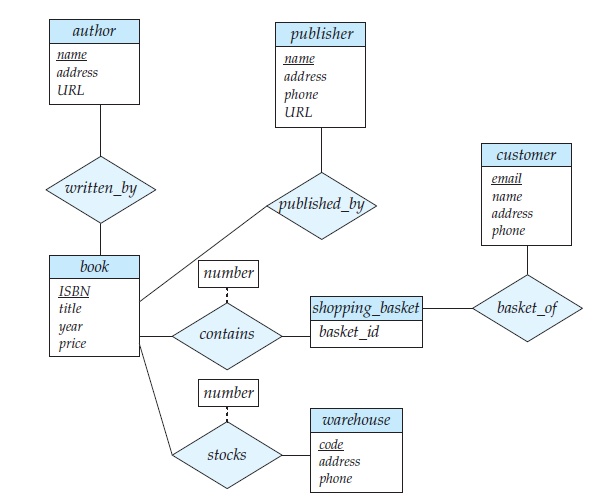 author
name
address
URL
publisher
name
address
phone
URL
customer
email
name
address
phone
written_by
published_by
book
ISBN
title
year
price
number
contains
shopping_basket
basket_id
basket_of
number
stocks
warehouse
code
address
phone